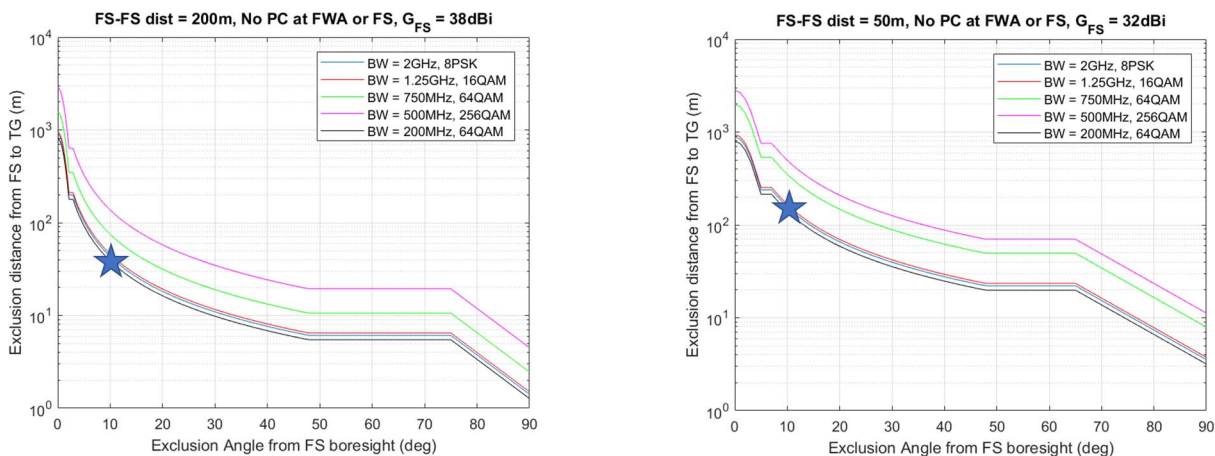 FS-FS dist = 200m, No PC at FWA or FS, G_FS = 38dBi
10^4
10^3
10^2
10^1
10^0
Exclusion distance from FS to TG (m)
BW = 2GHz, 8PSK
BW = 1.25GHz, 16QAM
BW = 750MHz, 64QAM
BW = 500MHz, 256QAM
BW = 200MHz, 64QAM
0 10 20 30 40 50 60 70 80 90
Exclusion Angle from FS boresight (deg)
FS-FS dist = 50m, No PC at FWA or FS, G_FS = 32dBi
10^4
10^3
10^2
10^1
10^0
Exclusion distance from FS to TG (m)
BW = 2GHz, 8PSK
BW = 1.25GHz, 16QAM
BW = 750MHz, 64QAM
BW = 500MHz, 256QAM
BW = 200MHz, 64QAM
0 10 20 30 40 50 60 70 80 90
Exclusion Angle from FS boresight (deg)